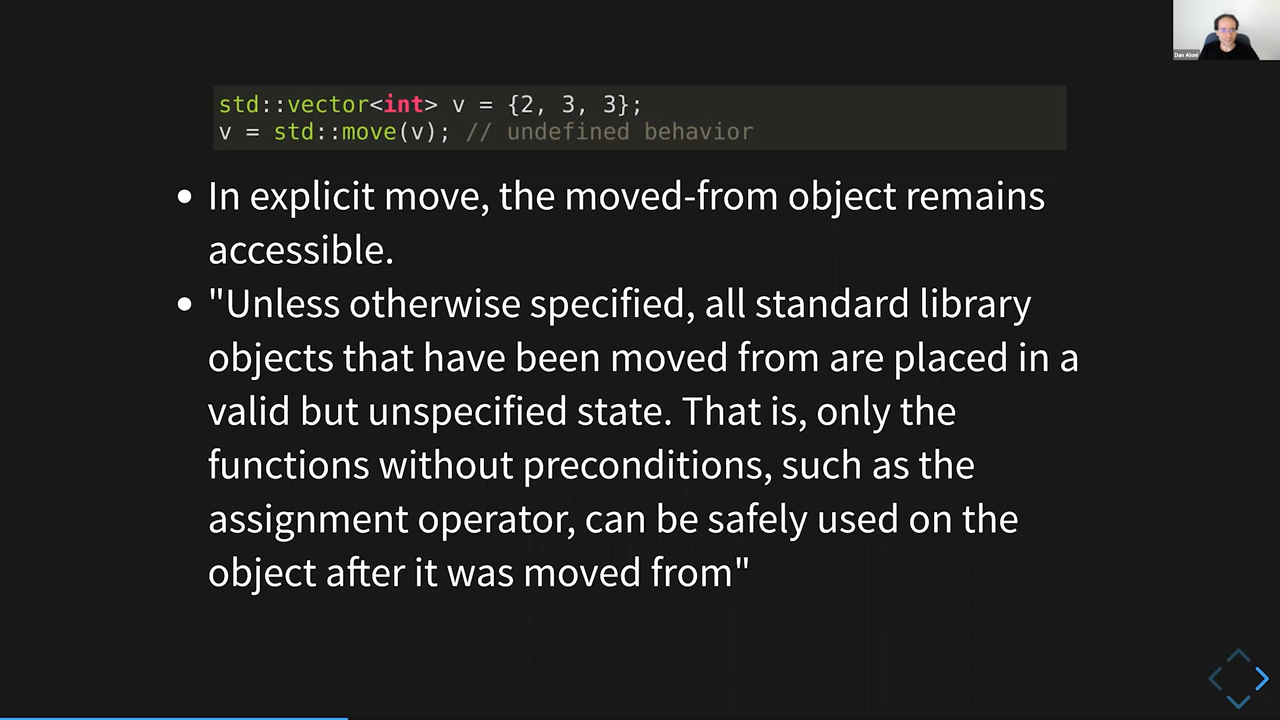 Dan Aloni
std::vector<int> v = {2, 3, 3};
v = std::move(v); // undefined behavior
• In explicit move, the moved-from object remains
accessible.
• "Unless otherwise specified, all standard library
objects that have been moved from are placed in a
valid but unspecified state. That is, only the
functions without preconditions, such as the
assignment operator, can be safely used on the
object after it was moved from"